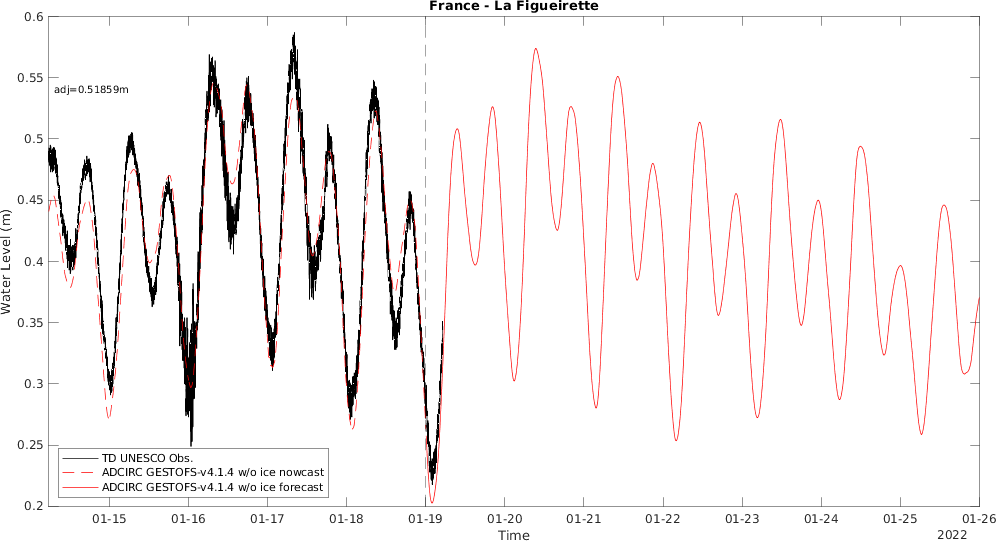 France - La Figueirette
0.6
0.55
adj=0.51859m
0.5
0.45
0.4
0.35
0.3
0.25
0.2
Water Level (m)
TD UNESCO Obs.
ADCIRC GESTOFS-v4.1.4 w/o ice nowcast
ADCIRC GESTOFS-v4.1.4 w/o ice forecast
01-15 01-16 01-17 01-18 01-19 01-20 01-21 01-22 01-23 01-24 01-25 01-26
Time
2022